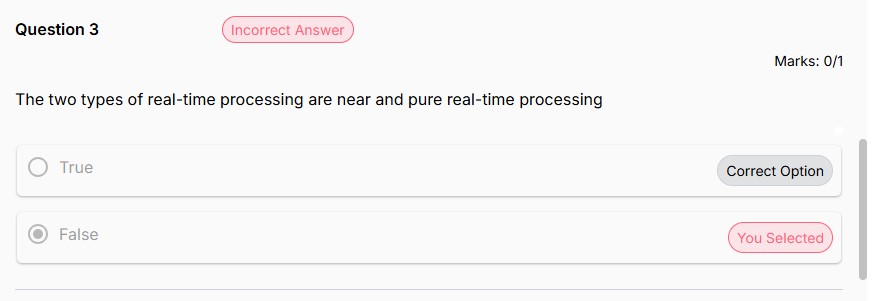 Question 3 Incorrect Answer
Marks: 0/1
The two types of real-time processing are near and pure real-time processing
True Correct Option
False You Selected